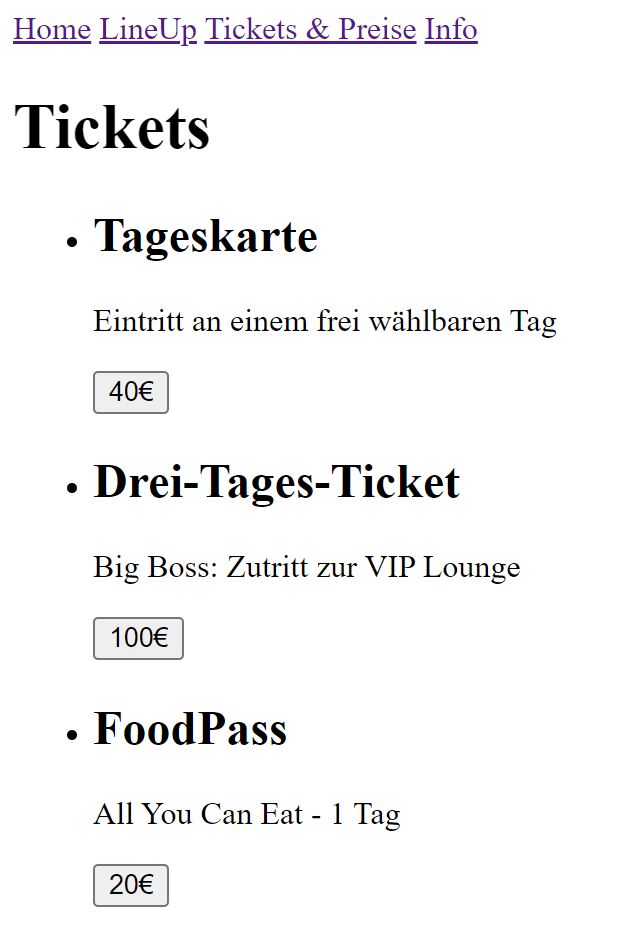 Home LineUp Tickets & Preise Info
Tickets
Tageskarte
Eintritt an einem frei wählbaren Tag
40€
Drei-Tages-Ticket
Big Boss: Zutritt zur VIP Lounge
100€
FoodPass
All You Can Eat - 1 Tag
20€